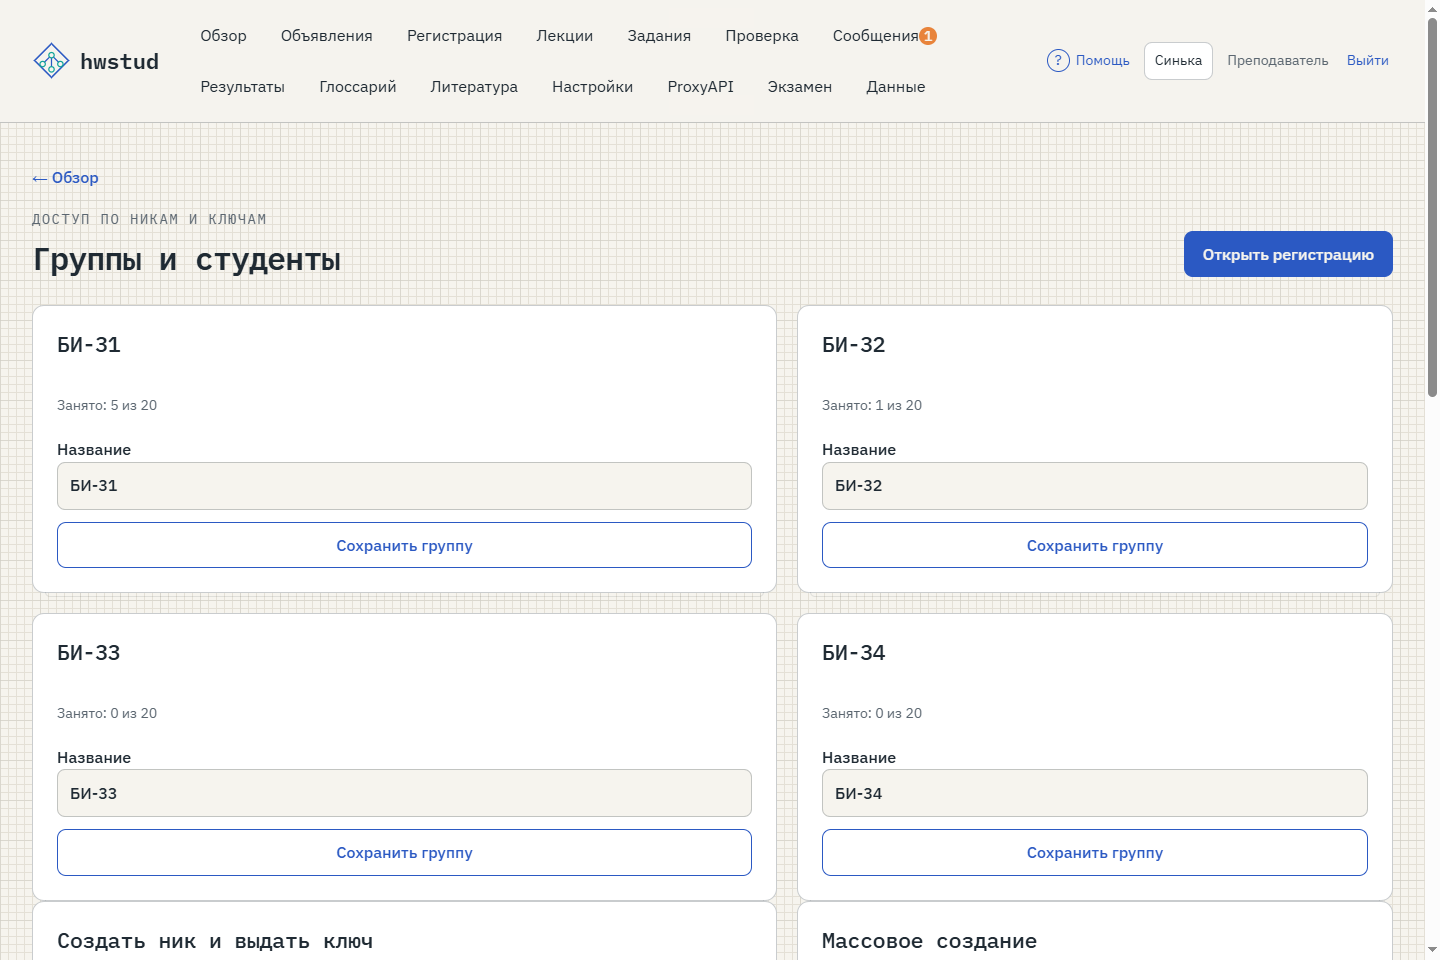 hwstud
Обзор Объявления Регистрация Лекции Задания Проверка Сообщения 1
Результаты Глоссарий Литература Настройки ProxyAPI Экзамен Данные
? Помощь Синька Преподаватель Выйти
← Обзор
ДОСТУП ПО НИКАМ И КЛЮЧАМ
Группы и студенты
Открыть регистрацию
БИ-31
Занято: 5 из 20
Название
БИ-31
Сохранить группу
БИ-32
Занято: 1 из 20
Название
БИ-32
Сохранить группу
БИ-33
Занято: 0 из 20
Название
БИ-33
Сохранить группу
БИ-34
Занято: 0 из 20
Название
БИ-34
Сохранить группу
Создать ник и выдать ключ
Массовое создание